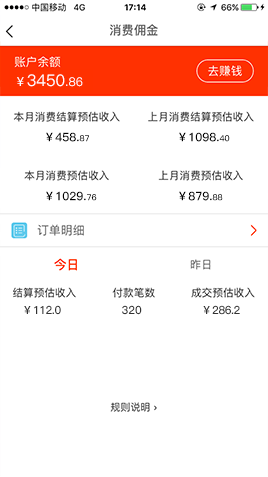 中国移动 4G 17:14 66%
消费佣金
账户余额
¥3450.86
去赚钱
本月消费结算预估收入 上月消费结算预估收入
¥458.87 ¥1098.40
本月消费预估收入 上月消费预估收入
¥1029.76 ¥879.88
订单明细
今日 昨日
结算预估收入 付款笔数 成交预估收入
¥112.0 320 ¥286.2
规则说明 ›